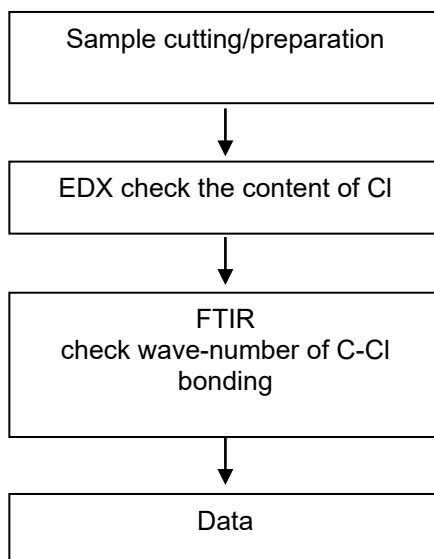 Sample cutting/preparation
EDX check the content of Cl
FTIR
check wave-number of C-Cl
bonding
Data